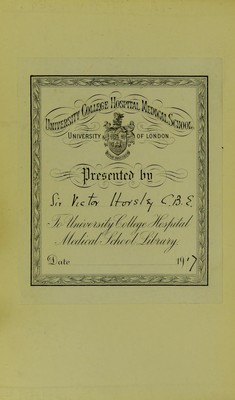 UNIVERSITY COLLEGE HOSPITAL MEDICAL SCHOOL.
UNIVERSITY OF LONDON.
Presented by
Sir Victor Horsley C.B.E.
To University College Hospital
Medical School Library.
Date 1917